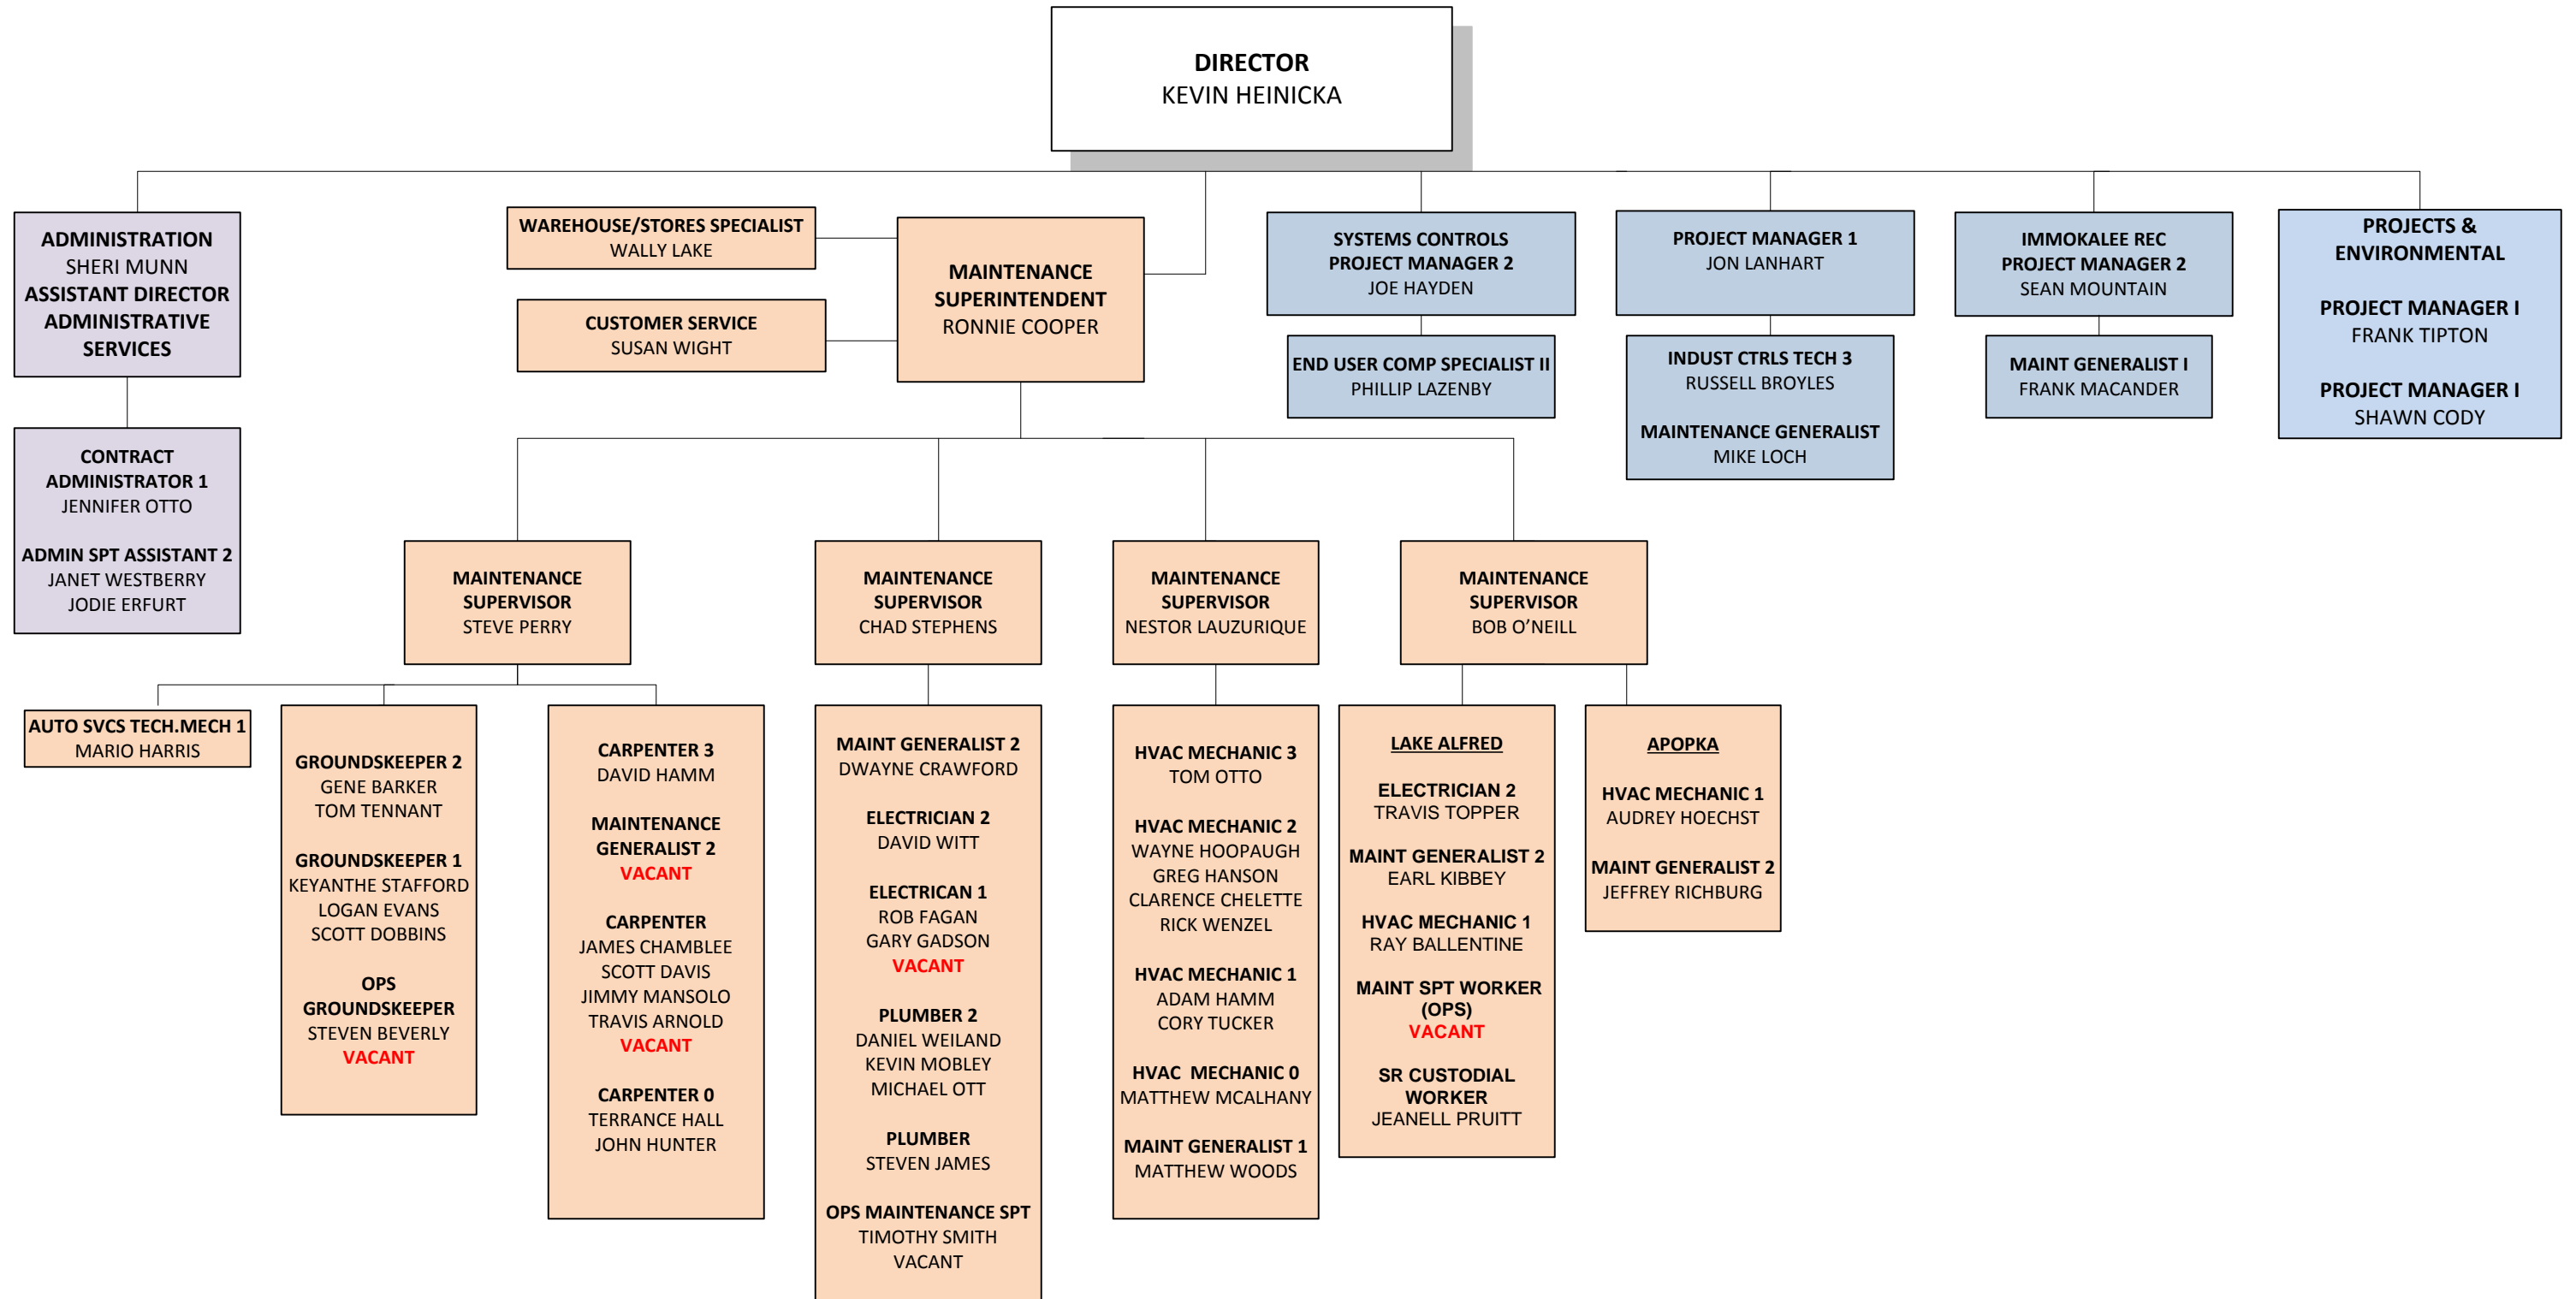 DIRECTOR
KEVIN HEINICKA
ADMINISTRATION
SHERI MUNN
ASSISTANT DIRECTOR
ADMINISTRATIVE
SERVICES
CONTRACT
ADMINISTRATOR 1
JENNIFER OTTO
ADMIN SPT ASSISTANT 2
JANET WESTBERRY
JODIE ERFURT
WAREHOUSE/STORES SPECIALIST
WALLY LAKE
CUSTOMER SERVICE
SUSAN WIGHT
MAINTENANCE
SUPERINTENDENT
RONNIE COOPER
SYSTEMS CONTROLS
PROJECT MANAGER 2
JOE HAYDEN
END USER COMP SPECIALIST II
PHILLIP LAZENBY
PROJECT MANAGER 1
JON LANHART
INDUST CTRLS TECH 3
RUSSELL BROYLES
MAINTENANCE GENERALIST
MIKE LOCH
IMMOKALEE REC
PROJECT MANAGER 2
SEAN MOUNTAIN
MAINT GENERALIST I
FRANK MACANDER
PROJECTS &
ENVIRONMENTAL
PROJECT MANAGER I
FRANK TIPTON
PROJECT MANAGER I
SHAWN CODY
MAINTENANCE
SUPERVISOR
STEVE PERRY
MAINTENANCE
SUPERVISOR
CHAD STEPHENS
MAINTENANCE
SUPERVISOR
NESTOR LAUZURIQUE
MAINTENANCE
SUPERVISOR
BOB O’NEILL
AUTO SVCS TECH.MECH 1
MARIO HARRIS
GROUNDSKEEPER 2
GENE BARKER
TOM TENNANT
GROUNDSKEEPER 1
KEYANTHE STAFFORD
LOGAN EVANS
SCOTT DOBBINS
OPS
GROUNDSKEEPER
STEVEN BEVERLY
VACANT
CARPENTER 3
DAVID HAMM
MAINTENANCE
GENERALIST 2
VACANT
CARPENTER
JAMES CHAMBLEE
SCOTT DAVIS
JIMMY MANSOLO
TRAVIS ARNOLD
VACANT
CARPENTER 0
TERRANCE HALL
JOHN HUNTER
MAINT GENERALIST 2
DWAYNE CRAWFORD
ELECTRICIAN 2
DAVID WITT
ELECTRICAN 1
ROB FAGAN
GARY GADSON
VACANT
PLUMBER 2
DANIEL WEILAND
KEVIN MOBLEY
MICHAEL OTT
PLUMBER
STEVEN JAMES
OPS MAINTENANCE SPT
TIMOTHY SMITH
VACANT
HVAC MECHANIC 3
TOM OTTO
HVAC MECHANIC 2
WAYNE HOOPAUGH
GREG HANSON
CLARENCE CHELETTE
RICK WENZEL
HVAC MECHANIC 1
ADAM HAMM
CORY TUCKER
HVAC MECHANIC 0
MATTHEW MCALHANY
MAINT GENERALIST 1
MATTHEW WOODS
LAKE ALFRED
ELECTRICIAN 2
TRAVIS TOPPER
MAINT GENERALIST 2
EARL KIBBEY
HVAC MECHANIC 1
RAY BALLENTINE
MAINT SPT WORKER
(OPS)
VACANT
SR CUSTODIAL
WORKER
JEANELL PRUITT
APOPKA
HVAC MECHANIC 1
AUDREY HOECHST
MAINT GENERALIST 2
JEFFREY RICHBURG